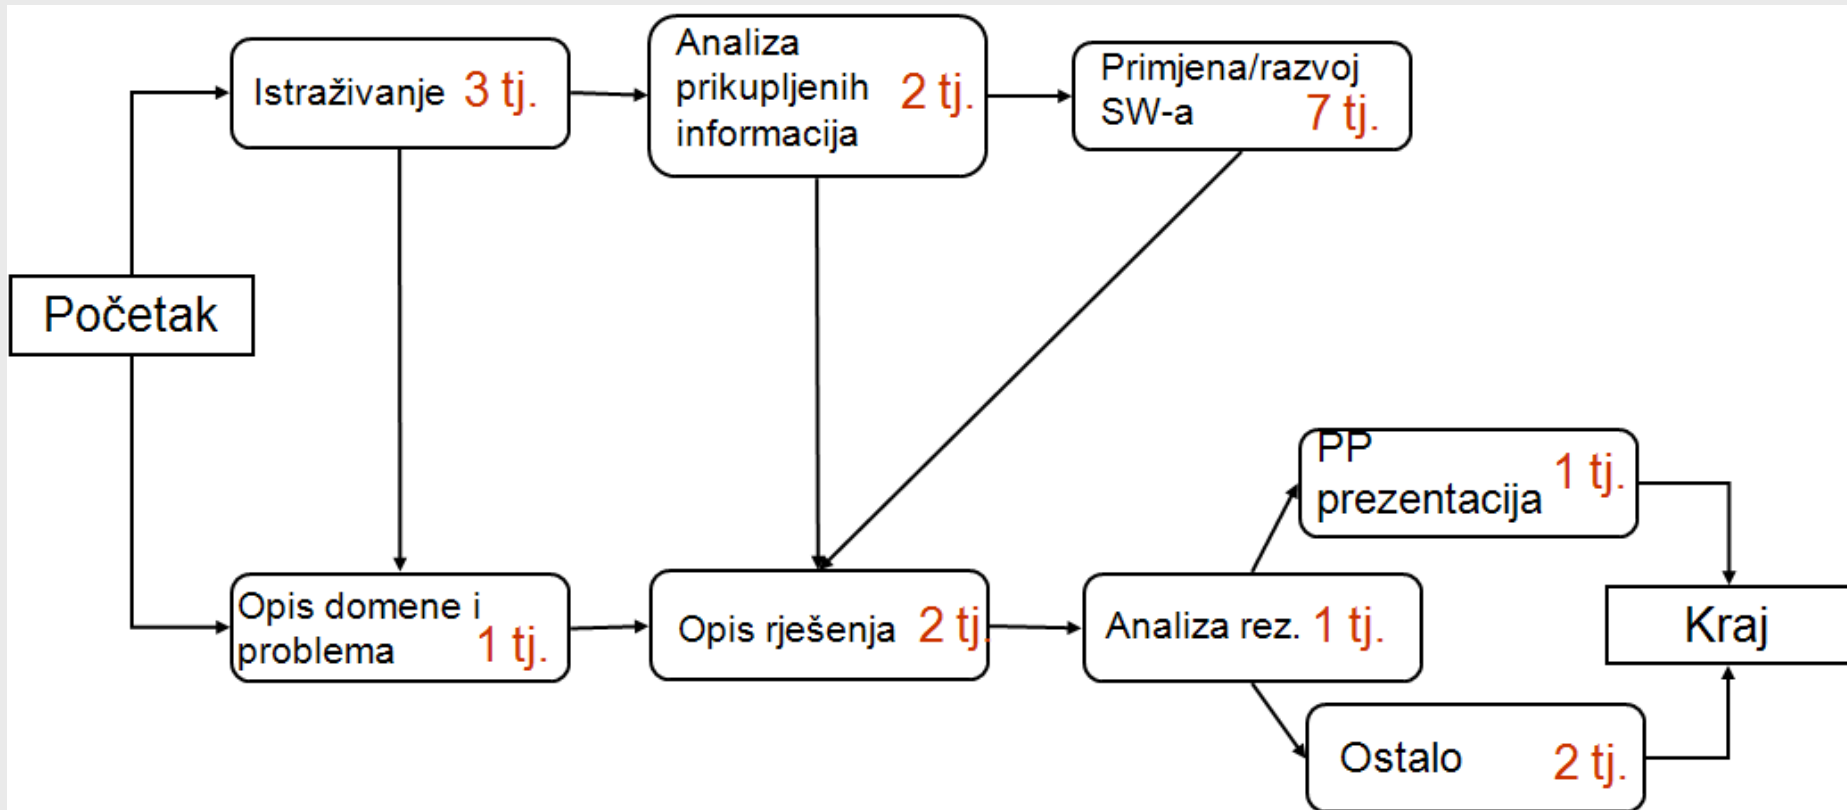 Istraživanje 3 tj.
Analiza
prikupljenih 2 tj.
informacija
Primjena/razvoj
SW-a 7 tj.
Početak
PP
prezentacija 1 tj.
Opis domene i
problema 1 tj.
Opis rješenja 2 tj.
Analiza rez. 1 tj.
Kraj
Ostalo 2 tj.